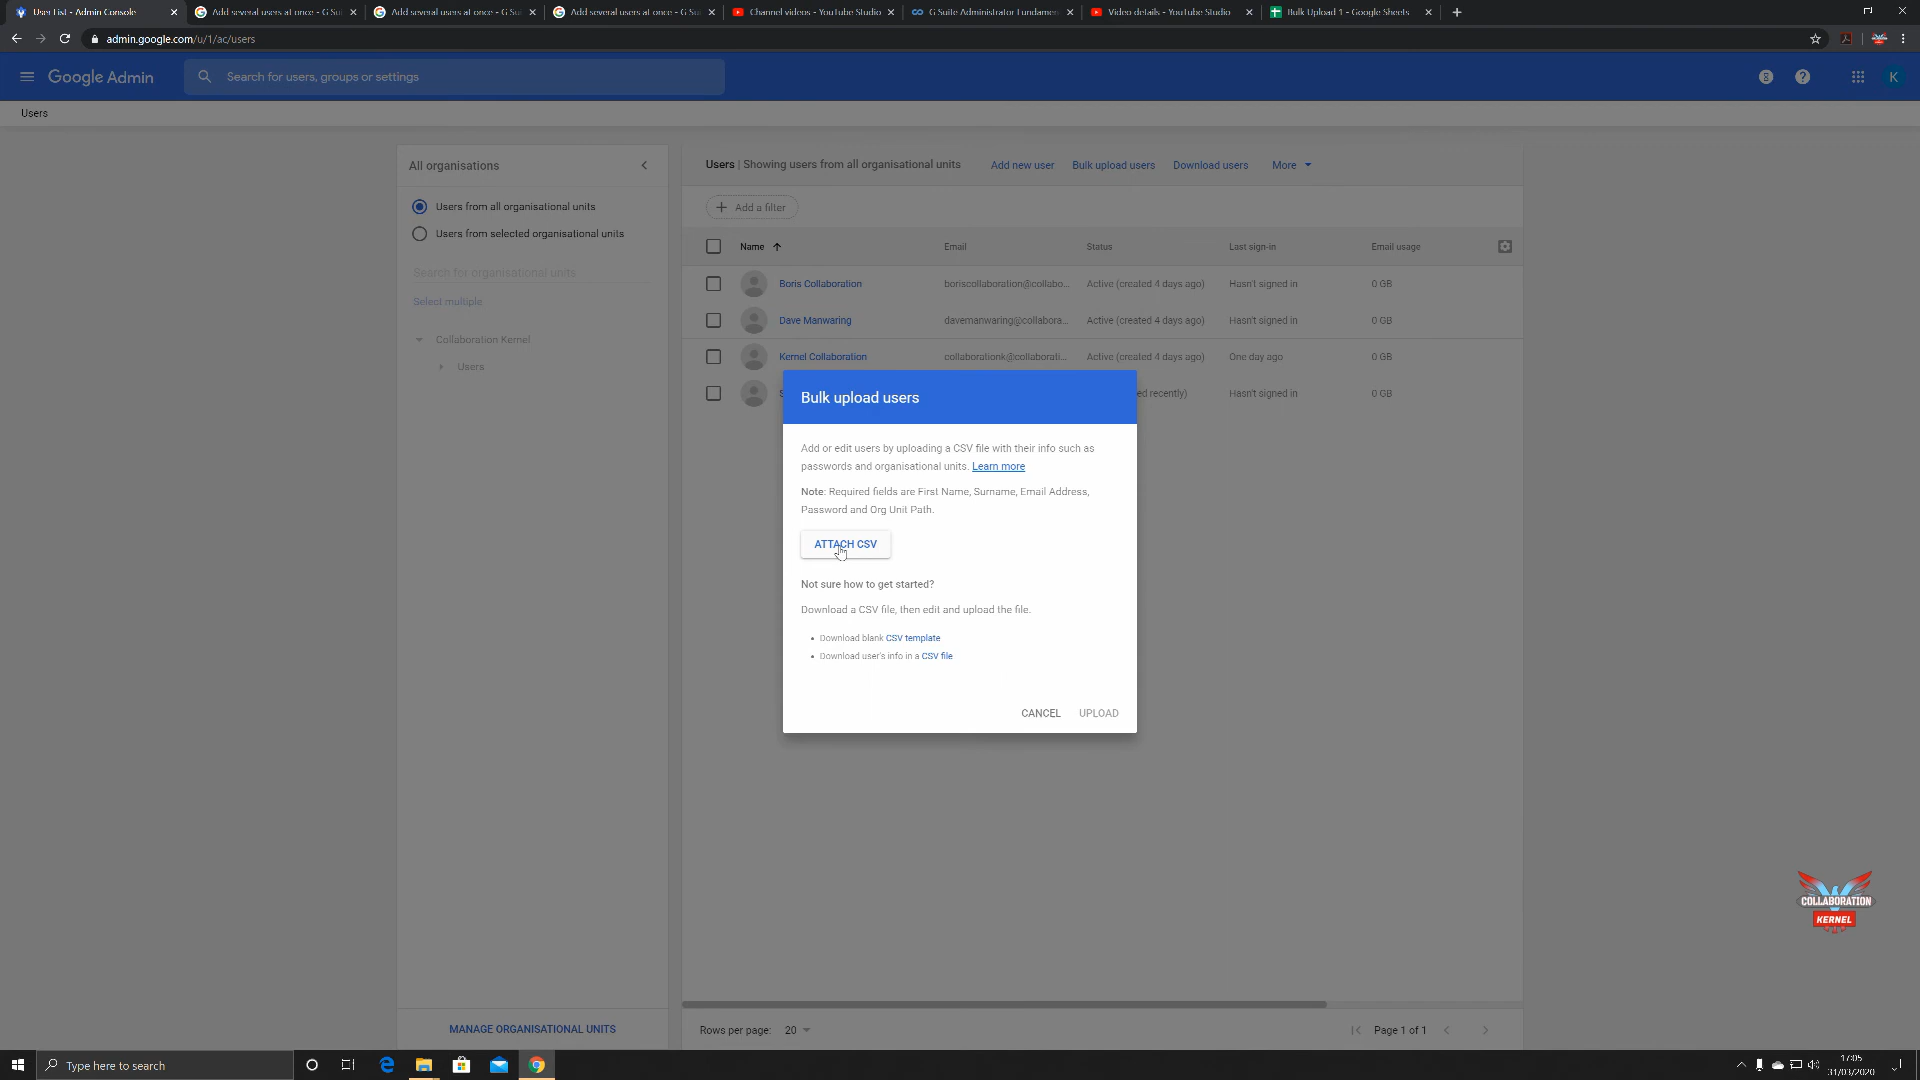 User List - Admin Console
Add several users at once - G Sui
Add several users at once - G Sui
Add several users at once - G Sui
Channel videos - YouTube Studio
G Suite Administrator Fundamen
Video details - YouTube Studio
Bulk Upload 1 - Google Sheets
admin.google.com/u/1/ac/users
Google Admin
Search for users, groups or settings
K
Users
All organisations
Users from all organisational units
Users from selected organisational units
Search for organisational units
Select multiple
Collaboration Kernel
Users
MANAGE ORGANISATIONAL UNITS
Users | Showing users from all organisational units
Add new user
Bulk upload users
Download users
More
Add a filter
Name
Email
Status
Last sign-in
Email usage
Boris Collaboration
boriscollaboration@collabo...
Active (created 4 days ago)
Hasn't signed in
0 GB
Dave Manwaring
davemanwaring@collabora...
Active (created 4 days ago)
Hasn't signed in
0 GB
Kernel Collaboration
collaborationk@collaborati...
Active (created 4 days ago)
One day ago
0 GB
ed recently)
Hasn't signed in
0 GB
Bulk upload users
Add or edit users by uploading a CSV file with their info such as
passwords and organisational units. Learn more
Note: Required fields are First Name, Surname, Email Address,
Password and Org Unit Path.
ATTACH CSV
Not sure how to get started?
Download a CSV file, then edit and upload the file.
• Download blank CSV template
• Download user's info in a CSV file
CANCEL
UPLOAD
COLLABORATION
KERNEL
Rows per page: 20
Page 1 of 1
Type here to search
17:05
31/03/2020